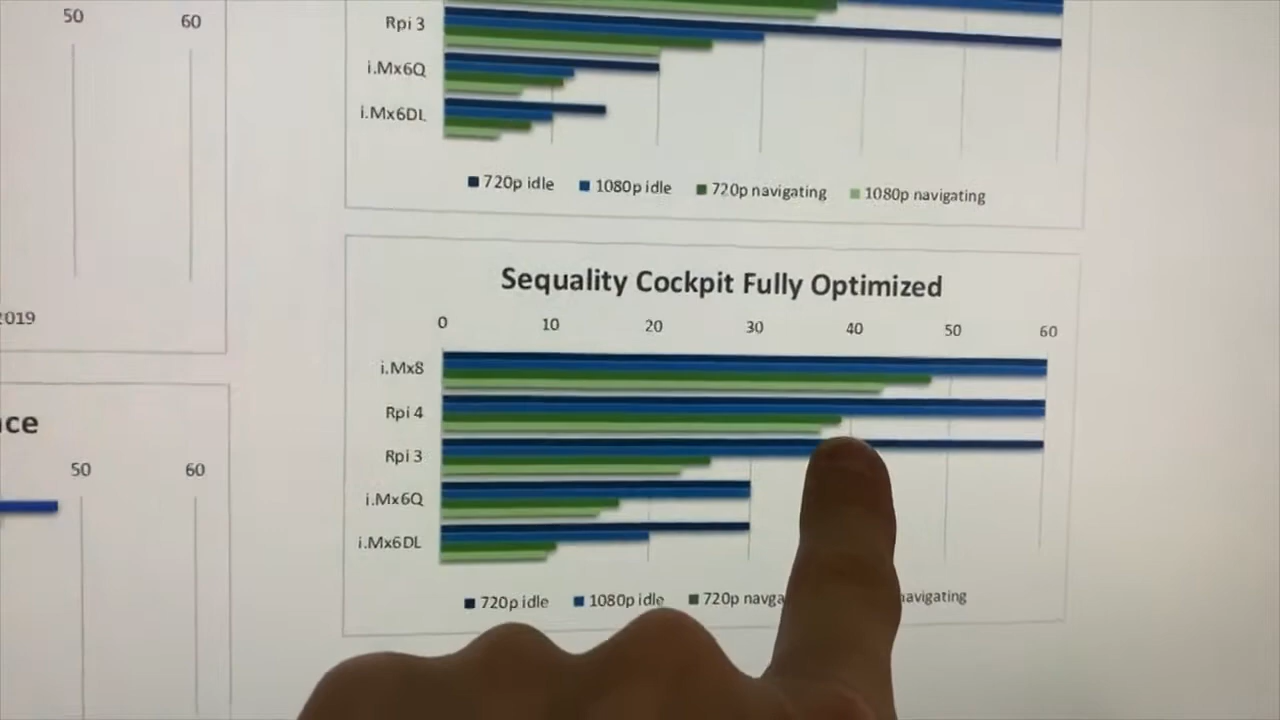 50 60
Rpi 3
i.Mx6Q
i.Mx6DL
720p idle 1080p idle 720p navigating 1080p navigating
2019
ce
50 60
Sequality Cockpit Fully Optimized
0 10 20 30 40 50 60
i.Mx8
Rpi 4
Rpi 3
i.Mx6Q
i.Mx6DL
720p idle 1080p idle 720p navga navigating